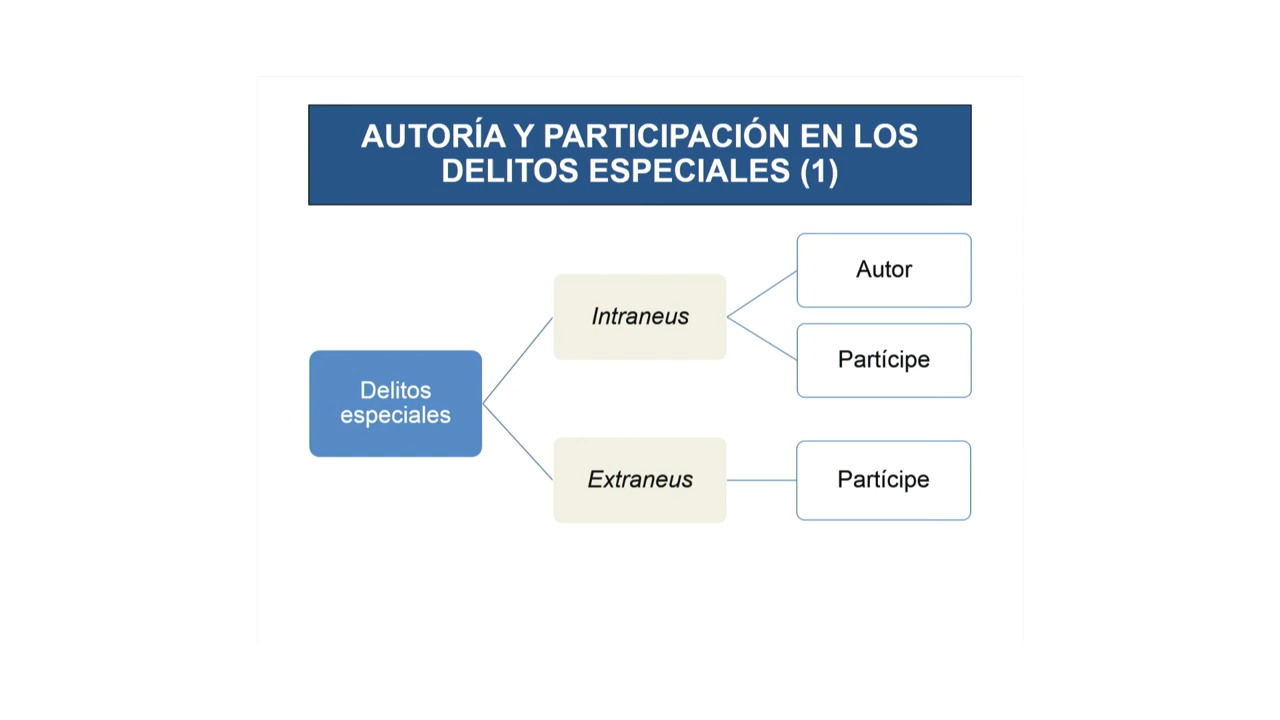 AUTORÍA Y PARTICIPACIÓN EN LOS
DELITOS ESPECIALES (1)
Delitos
especiales
Intraneus
Autor
Partícipe
Extraneus
Partícipe